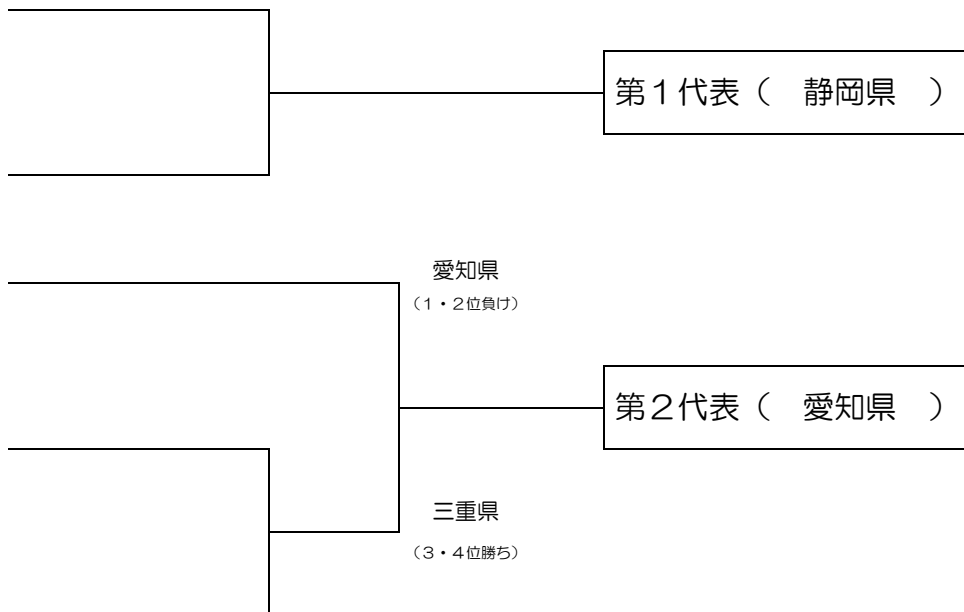 第１代表（　静岡県　）
愛知県
（１・２位負け）
第２代表（　愛知県　）
三重県
（３・４位勝ち）